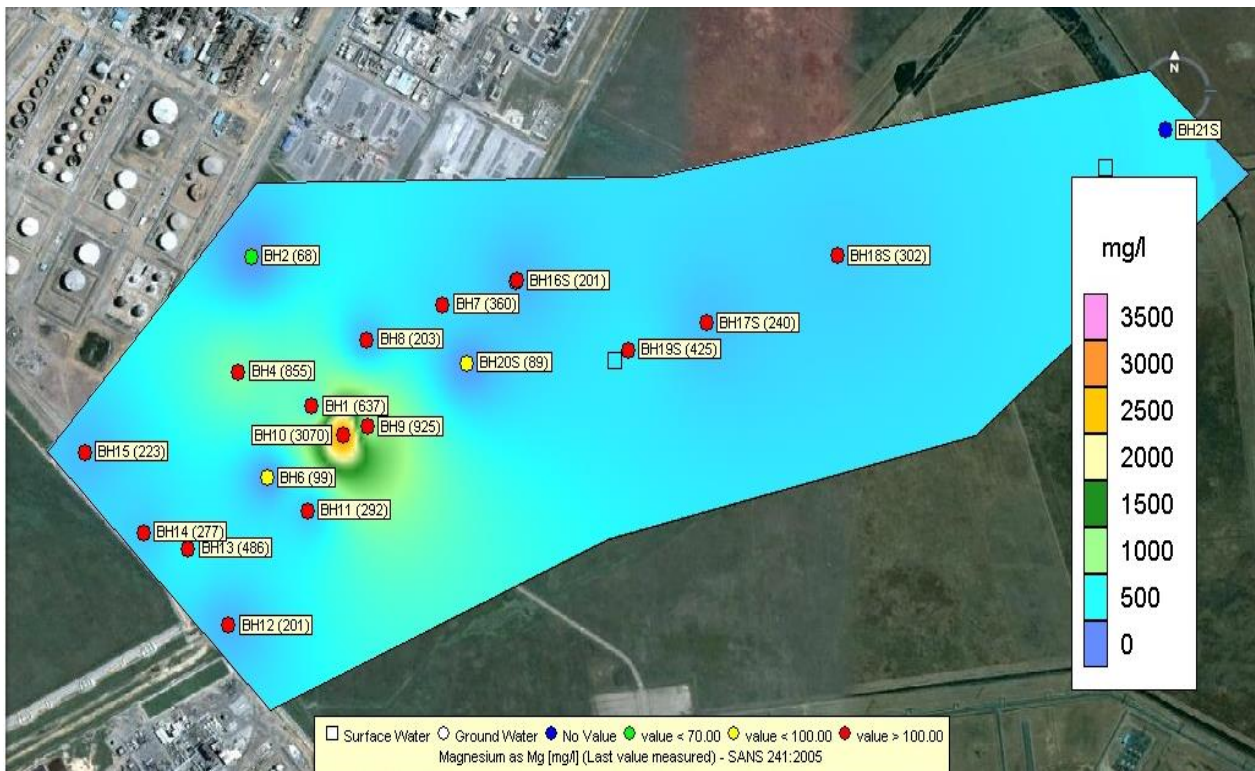 N
BH21S
BH2 (68)
BH18S (302)
BH16S (201)
BH7 (360)
BH17S (240)
BH8 (203)
BH19S (425)
BH20S (89)
BH4 (855)
BH1 (637)
BH9 (925)
BH10 (3070)
BH15 (223)
BH6 (99)
BH11 (292)
BH14 (277)
BH13 (486)
BH12 (201)
mg/l
3500
3000
2500
2000
1500
1000
500
0
Surface Water Ground Water No Value value < 70.00 value < 100.00 value > 100.00
Magnesium as Mg [mg/l] (Last value measured) - SANS 241:2005